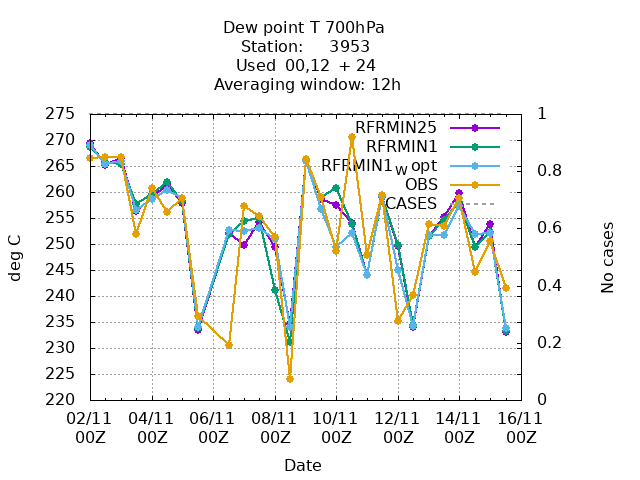 Dew point T 700hPa
Station: 3953
Used 00,12 + 24
Averaging window: 12h
275 1
270 RFRMIN25
RFRMIN1
265 RFRMIN1w opt 0.8
260 OBS
CASES
255 0.6
250
245
240 0.4
235
230 0.2
225
220 0
deg C
No cases
02/11 04/11 06/11 08/11 10/11 12/11 14/11 16/11
00Z 00Z 00Z 00Z 00Z 00Z 00Z 00Z
Date